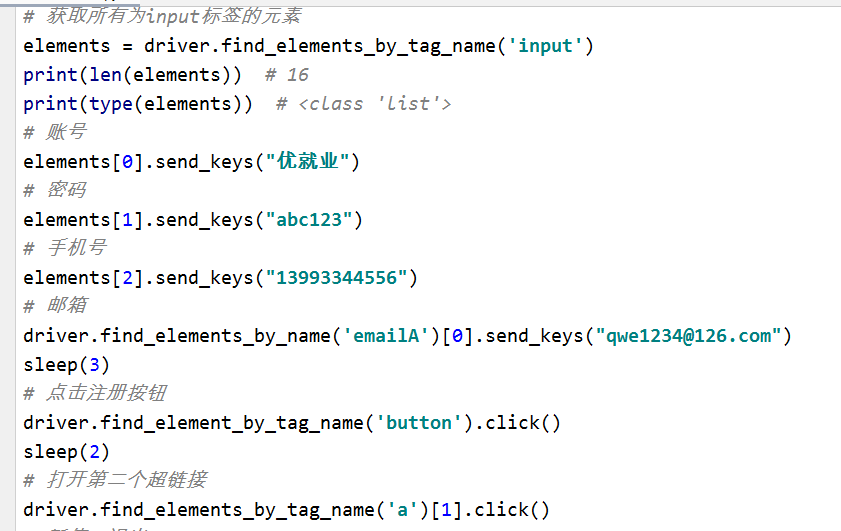 # 获取所有为input标签的元素
elements = driver.find_elements_by_tag_name('input')
print(len(elements))  # 16
print(type(elements))  # <class 'list'>
# 账号
elements[0].send_keys("优就业")
# 密码
elements[1].send_keys("abc123")
# 手机号
elements[2].send_keys("13993344556")
# 邮箱
driver.find_elements_by_name('emailA')[0].send_keys("qwe1234@126.com")
sleep(3)
# 点击注册按钮
driver.find_element_by_tag_name('button').click()
sleep(2)
# 打开第二个超链接
driver.find_elements_by_tag_name('a')[1].click()